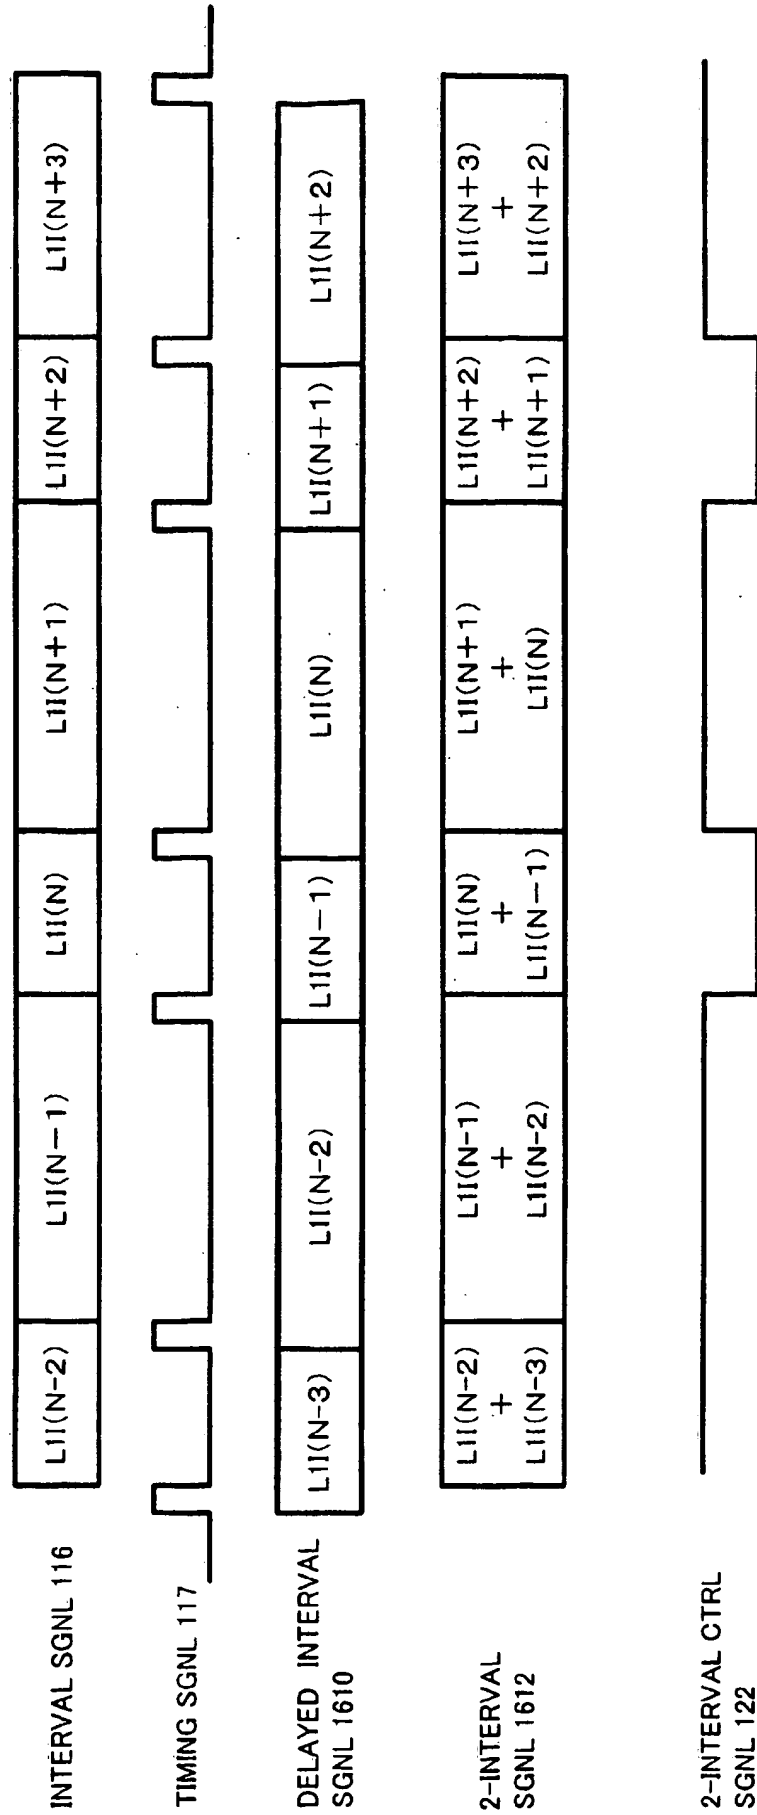 INTERVAL SGNL 116
L1I(N-2)
L1I(N-1)
L1I(N)
L1I(N+1)
L1I(N+2)
L1I(N+3)
TIMING SGNL 117
DELAYED INTERVAL
SGNL 1610
L1I(N-3)
L1I(N-2)
L1I(N-1)
L1I(N)
L1I(N+1)
L1I(N+2)
2-INTERVAL
SGNL 1612
L1I(N-2)
+
L1I(N-3)
L1I(N-1)
+
L1I(N-2)
L1I(N)
+
L1I(N-1)
L1I(N+1)
+
L1I(N)
L1I(N+2)
+
L1I(N+1)
L1I(N+3)
+
L1I(N+2)
2-INTERVAL CTRL
SGNL 122